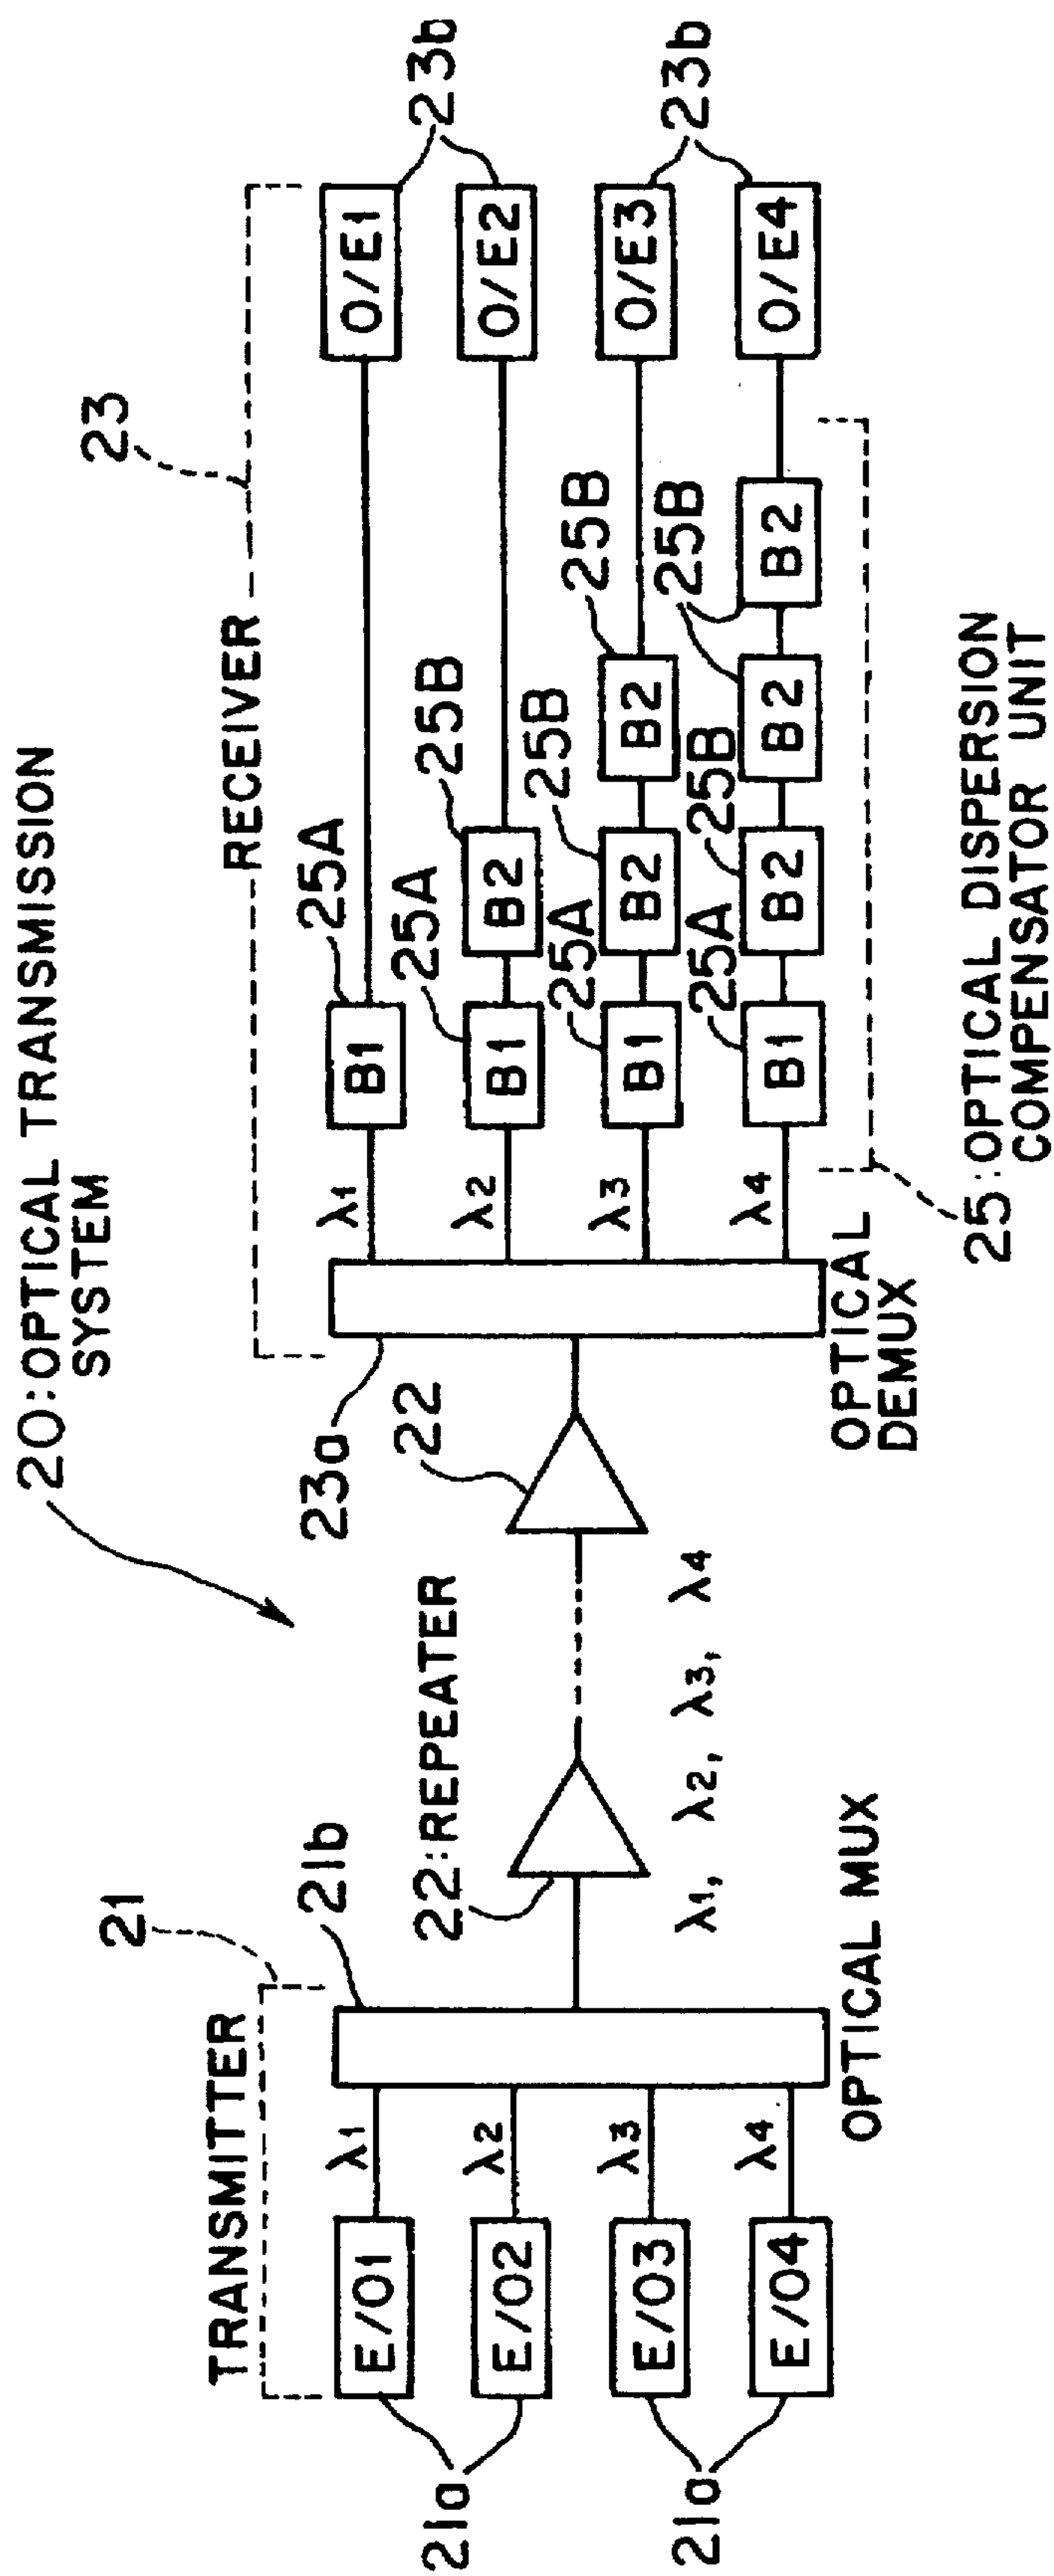 20:OPTICAL TRANSMISSION
SYSTEM
TRANSMITTER
21
21b
E/O1
E/O2
E/O3
E/O4
21a
21a
λ1
λ2
λ3
λ4
OPTICAL MUX
22:REPEATER
22
λ1, λ2, λ3, λ4
RECEIVER
23
23a
OPTICAL
DEMUX
λ1
λ2
λ3
λ4
25A
B1
O/E1
23b
25A
B1
25B
B2
O/E2
25A
B1
25B
B2
25B
B2
O/E3
23b
25A
B1
25B
B2
25B
B2
B2
O/E4
25:OPTICAL DISPERSION
COMPENSATOR UNIT